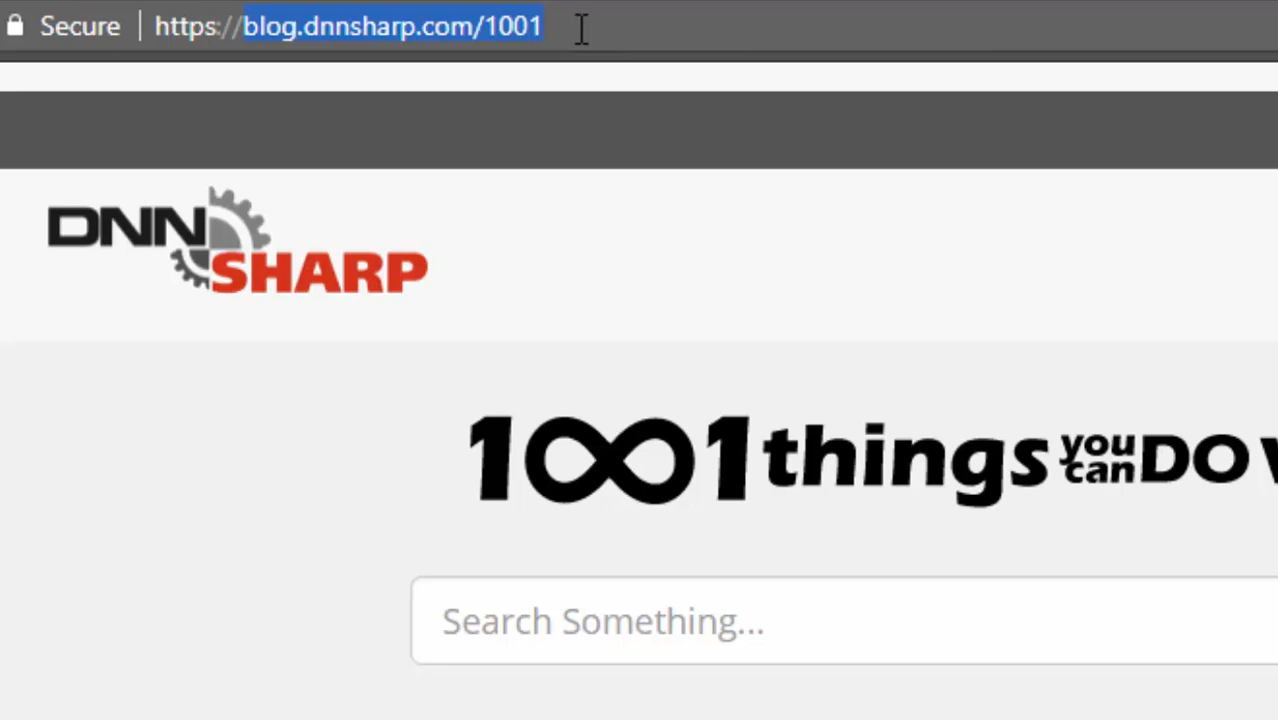 Secure https://blog.dnnsharp.com/1001
DNN
SHARP
1001 things you can DO
Search Something...